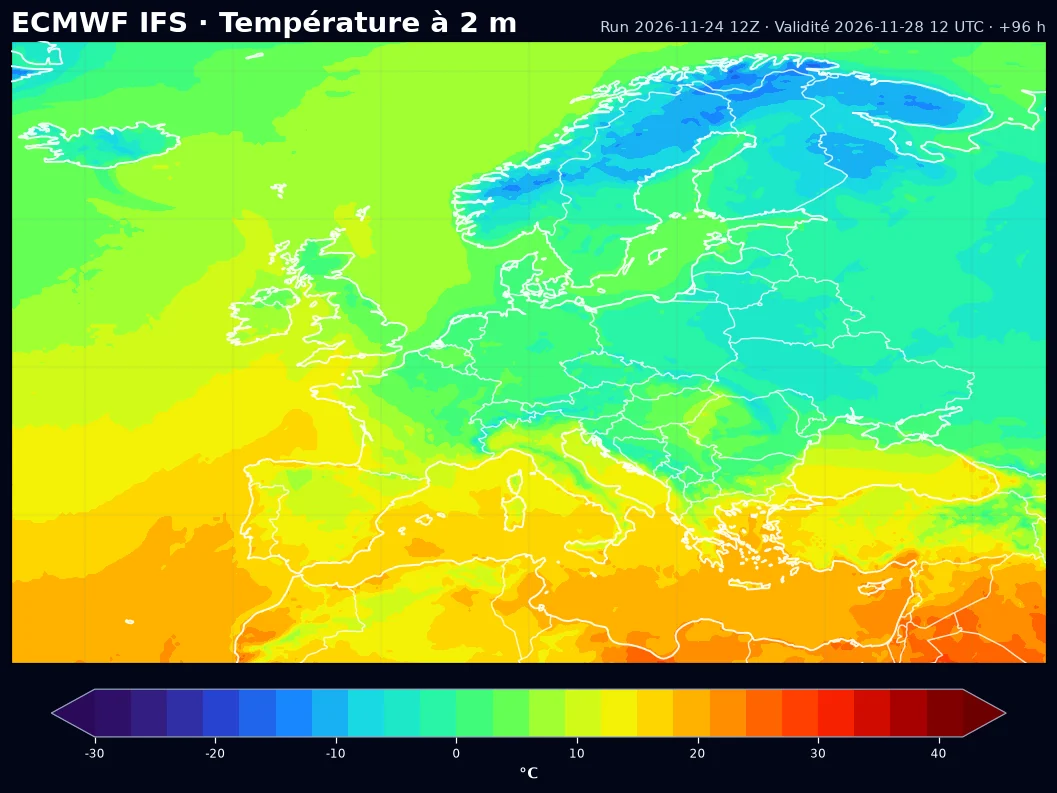 ECMWF IFS · Température à 2 m
Run 2026-11-24 12Z · Validité 2026-11-28 12 UTC · +96 h
-30 -20 -10 0 10 20 30 40
°C